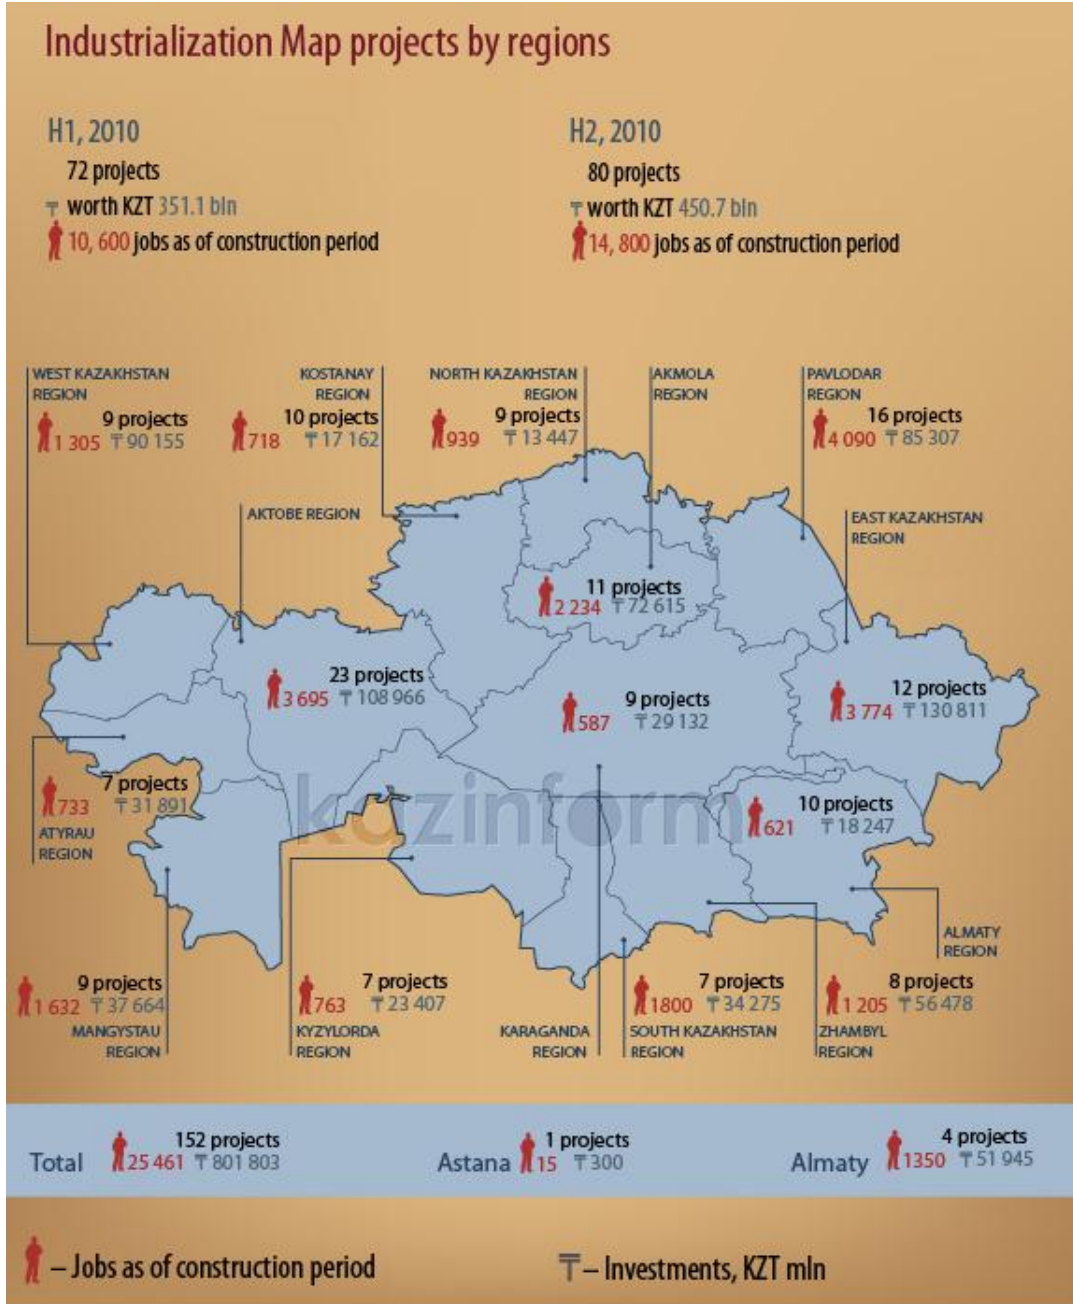 Industrialization Map projects by regions
H1, 2010
72 projects
₸ worth KZT 351.1 bln
10, 600 jobs as of construction period
H2, 2010
80 projects
₸ worth KZT 450.7 bln
14, 800 jobs as of construction period
WEST KAZAKHSTAN
REGION
9 projects
1 305 ₸ 90 155
KOSTANAY
REGION
10 projects
718 ₸ 17 162
NORTH KAZAKHSTAN
REGION
9 projects
939 ₸ 13 447
AKMOLA
REGION
PAVLODAR
REGION
16 projects
4 090 ₸ 85 307
AKTOBE REGION
EAST KAZAKHSTAN
REGION
11 projects
2 234 ₸ 72 615
23 projects
3 695 ₸ 108 966
9 projects
587 ₸ 29 132
12 projects
3 774 ₸ 130 811
7 projects
733 ₸ 31 891
ATYRAU
REGION
kazinform
10 projects
621 ₸ 18 247
ALMATY
REGION
9 projects
1 632 ₸ 37 664
MANGYSTAU
REGION
7 projects
763 ₸ 23 407
KYZYLORDA
REGION
KARAGANDA
REGION
7 projects
1800 ₸ 34 275
SOUTH KAZAKHSTAN
REGION
8 projects
1 205 ₸ 56 478
ZHAMBYL
REGION
Total
152 projects
25 461 ₸ 801 803
Astana
1 projects
15 ₸ 300
Almaty
4 projects
1350 ₸ 51 945
– Jobs as of construction period
₸ – Investments, KZT mln